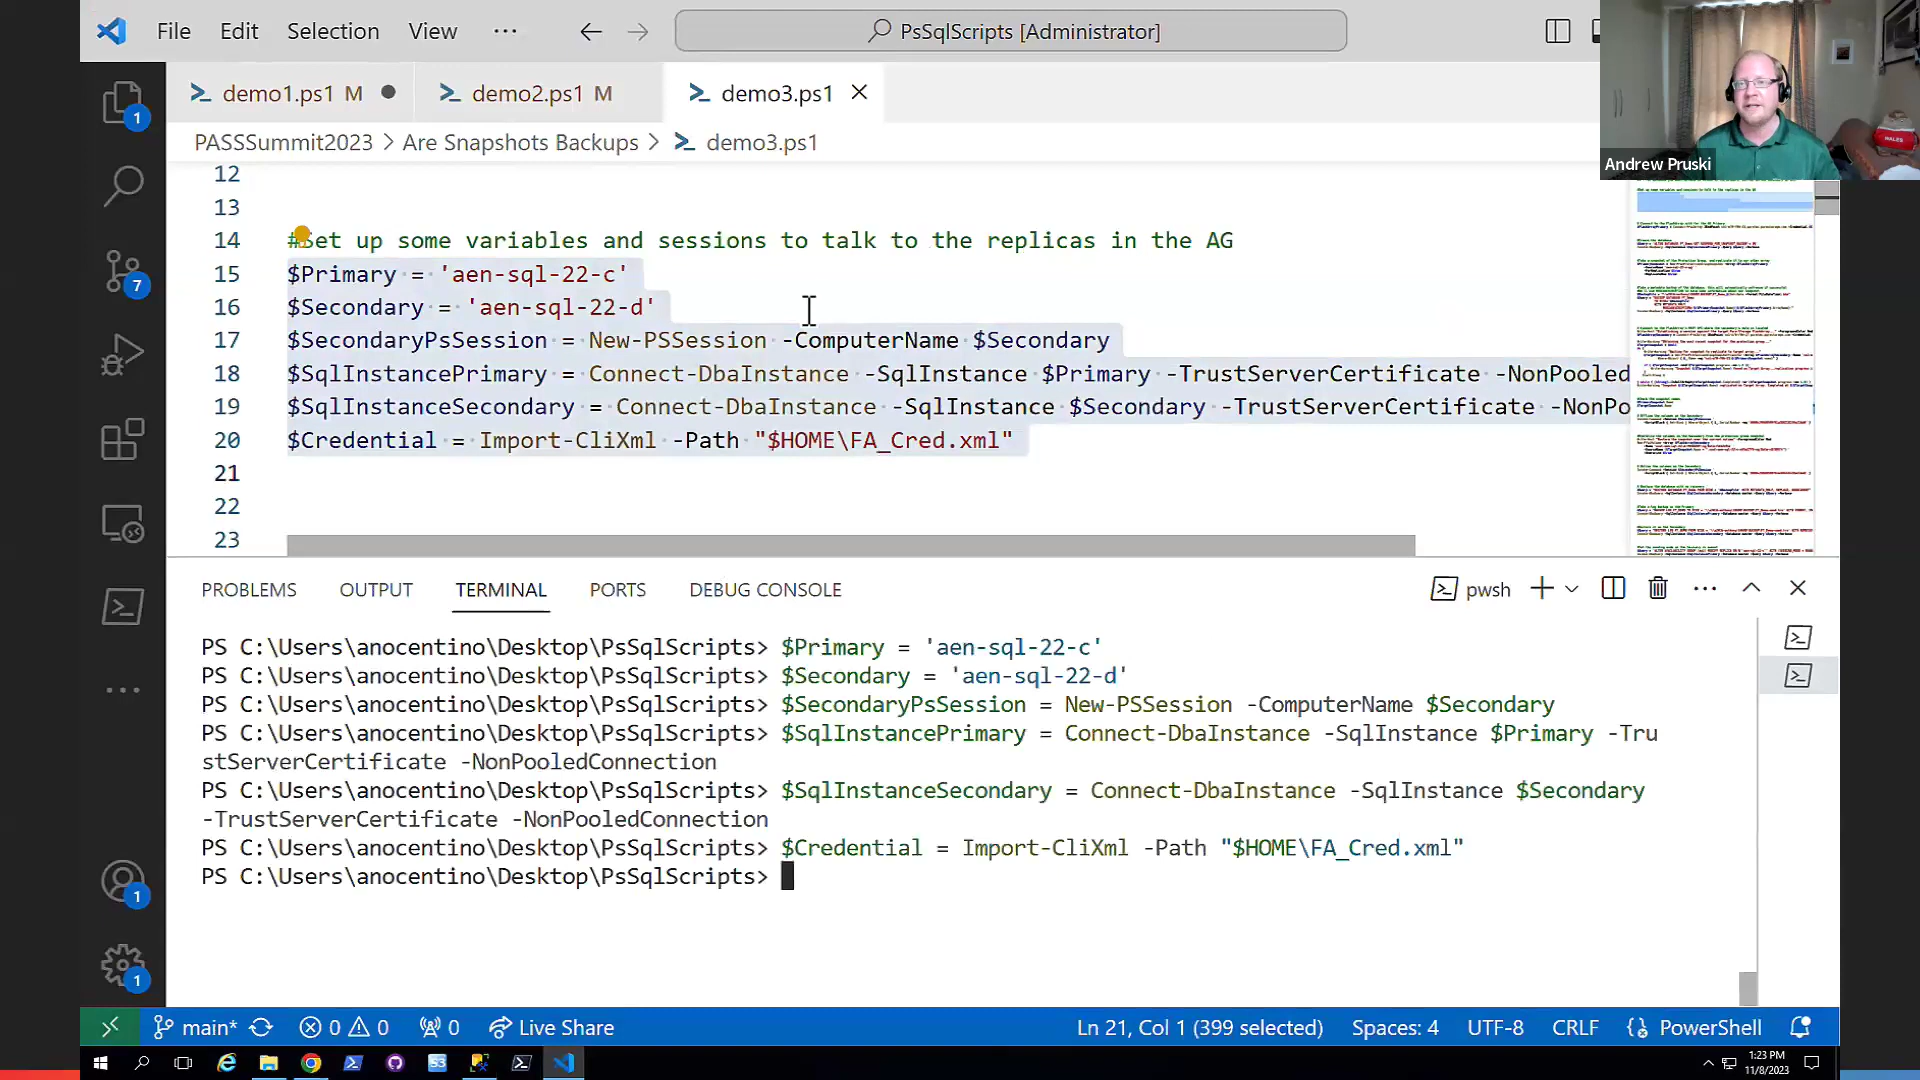 File Edit Selection View ··· PsSqlScripts [Administrator]
demo1.ps1 M demo2.ps1 M demo3.ps1
Andrew Pruski
PASSSummit2023 > Are Snapshots Backups > demo3.ps1
12
13
14 #Set up some variables and sessions to talk to the replicas in the AG
15 $Primary = 'aen-sql-22-c'
16 $Secondary = 'aen-sql-22-d'
17 $SecondaryPsSession = New-PSSession -ComputerName $Secondary
18 $SqlInstancePrimary = Connect-DbaInstance -SqlInstance $Primary -TrustServerCertificate -NonPooled
19 $SqlInstanceSecondary = Connect-DbaInstance -SqlInstance $Secondary -TrustServerCertificate -NonPo
20 $Credential = Import-CliXml -Path "$HOME\FA_Cred.xml"
21
22
23
PROBLEMS OUTPUT TERMINAL PORTS DEBUG CONSOLE pwsh
PS C:\Users\anocentino\Desktop\PsSqlScripts> $Primary = 'aen-sql-22-c'
PS C:\Users\anocentino\Desktop\PsSqlScripts> $Secondary = 'aen-sql-22-d'
PS C:\Users\anocentino\Desktop\PsSqlScripts> $SecondaryPsSession = New-PSSession -ComputerName $Secondary
PS C:\Users\anocentino\Desktop\PsSqlScripts> $SqlInstancePrimary = Connect-DbaInstance -SqlInstance $Primary -Tru
stServerCertificate -NonPooledConnection
PS C:\Users\anocentino\Desktop\PsSqlScripts> $SqlInstanceSecondary = Connect-DbaInstance -SqlInstance $Secondary
-TrustServerCertificate -NonPooledConnection
PS C:\Users\anocentino\Desktop\PsSqlScripts> $Credential = Import-CliXml -Path "$HOME\FA_Cred.xml"
PS C:\Users\anocentino\Desktop\PsSqlScripts>
1
7
1
1
main* 0 0 0 Live Share Ln 21, Col 1 (399 selected) Spaces: 4 UTF-8 CRLF {} PowerShell
1:23 PM
11/8/2023